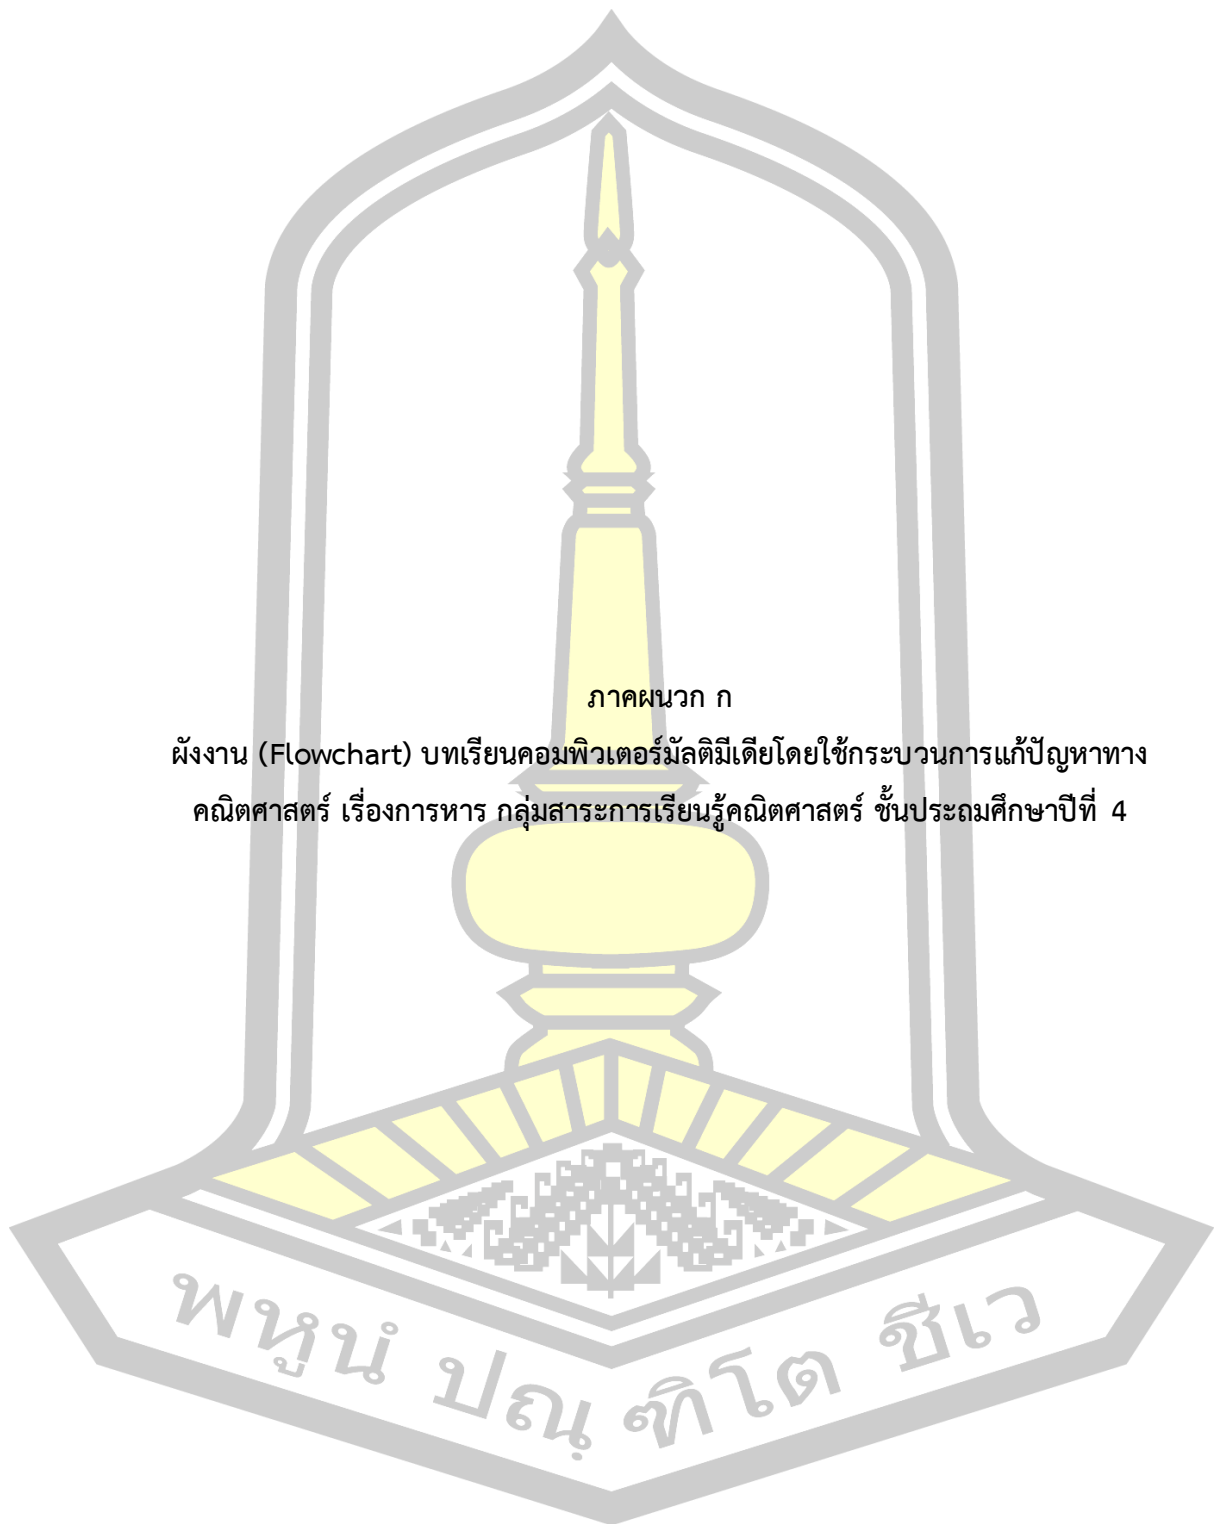 ภาคผนวก ก
ผังงาน (Flowchart) บทเรียนคอมพิวเตอร์มัลติมีเดียโดยใช้กระบวนการแก้ปัญหาทาง
คณิตศาสตร์ เรื่องการหาร กลุ่มสาระการเรียนรู้คณิตศาสตร์ ชั้นประถมศึกษาปีที่ 4
พหูนํ ปณฺฑิโต ชีเว